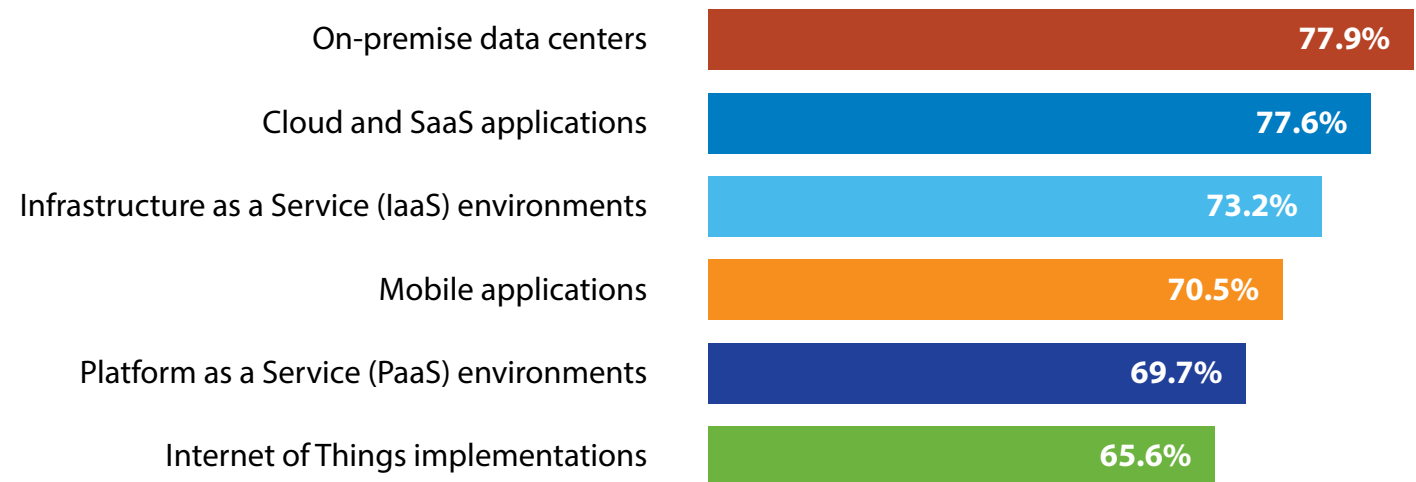 On-premise data centers 77.9%
Cloud and SaaS applications 77.6%
Infrastructure as a Service (IaaS) environments 73.2%
Mobile applications 70.5%
Platform as a Service (PaaS) environments 69.7%
Internet of Things implementations 65.6%